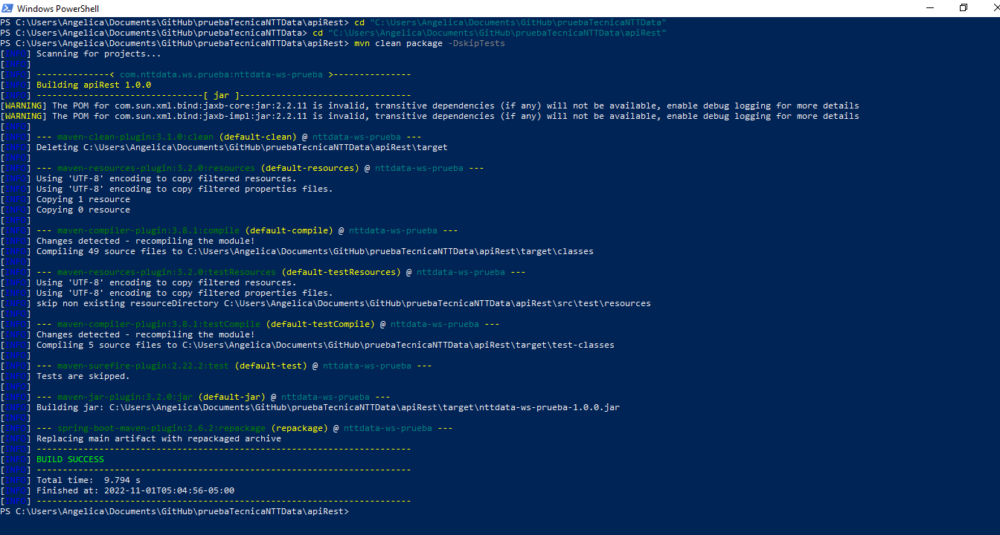 Windows PowerShell
PS C:\Users\Angelica\Documents\GitHub\pruebaTecnicaNTTData\apiRest> cd "C:\Users\Angelica\Documents\GitHub\pruebaTecnicaNTTData"
PS C:\Users\Angelica\Documents\GitHub\pruebaTecnicaNTTData> cd "C:\Users\Angelica\Documents\GitHub\pruebaTecnicaNTTData\apiRest"
PS C:\Users\Angelica\Documents\GitHub\pruebaTecnicaNTTData\apiRest> mvn clean package -DskipTests
[INFO] Scanning for projects...
[INFO]
[INFO] --------------< com.nttdata.ws.prueba:nttdata-ws-prueba >---------------
[INFO] Building apiRest 1.0.0
[INFO] --------------------------------[ jar ]---------------------------------
[WARNING] The POM for com.sun.xml.bind:jaxb-core:jar:2.2.11 is invalid, transitive dependencies (if any) will not be available, enable debug logging for more details
[WARNING] The POM for com.sun.xml.bind:jaxb-impl:jar:2.2.11 is invalid, transitive dependencies (if any) will not be available, enable debug logging for more details
[INFO]
[INFO] --- maven-clean-plugin:3.1.0:clean (default-clean) @ nttdata-ws-prueba ---
[INFO] Deleting C:\Users\Angelica\Documents\GitHub\pruebaTecnicaNTTData\apiRest\target
[INFO]
[INFO] --- maven-resources-plugin:3.2.0:resources (default-resources) @ nttdata-ws-prueba ---
[INFO] Using 'UTF-8' encoding to copy filtered resources.
[INFO] Using 'UTF-8' encoding to copy filtered properties files.
[INFO] Copying 1 resource
[INFO] Copying 0 resource
[INFO]
[INFO] --- maven-compiler-plugin:3.8.1:compile (default-compile) @ nttdata-ws-prueba ---
[INFO] Changes detected - recompiling the module!
[INFO] Compiling 49 source files to C:\Users\Angelica\Documents\GitHub\pruebaTecnicaNTTData\apiRest\target\classes
[INFO]
[INFO] --- maven-resources-plugin:3.2.0:testResources (default-testResources) @ nttdata-ws-prueba ---
[INFO] Using 'UTF-8' encoding to copy filtered resources.
[INFO] Using 'UTF-8' encoding to copy filtered properties files.
[INFO] skip non existing resourceDirectory C:\Users\Angelica\Documents\GitHub\pruebaTecnicaNTTData\apiRest\src\test\resources
[INFO]
[INFO] --- maven-compiler-plugin:3.8.1:testCompile (default-testCompile) @ nttdata-ws-prueba ---
[INFO] Changes detected - recompiling the module!
[INFO] Compiling 5 source files to C:\Users\Angelica\Documents\GitHub\pruebaTecnicaNTTData\apiRest\target\test-classes
[INFO]
[INFO] --- maven-surefire-plugin:2.22.2:test (default-test) @ nttdata-ws-prueba ---
[INFO] Tests are skipped.
[INFO]
[INFO] --- maven-jar-plugin:3.2.0:jar (default-jar) @ nttdata-ws-prueba ---
[INFO] Building jar: C:\Users\Angelica\Documents\GitHub\pruebaTecnicaNTTData\apiRest\target\nttdata-ws-prueba-1.0.0.jar
[INFO]
[INFO] --- spring-boot-maven-plugin:2.6.2:repackage (repackage) @ nttdata-ws-prueba ---
[INFO] Replacing main artifact with repackaged archive
[INFO] ------------------------------------------------------------------------
[INFO] BUILD SUCCESS
[INFO] ------------------------------------------------------------------------
[INFO] Total time:  9.794 s
[INFO] Finished at: 2022-11-01T05:04:56-05:00
[INFO] ------------------------------------------------------------------------
PS C:\Users\Angelica\Documents\GitHub\pruebaTecnicaNTTData\apiRest>